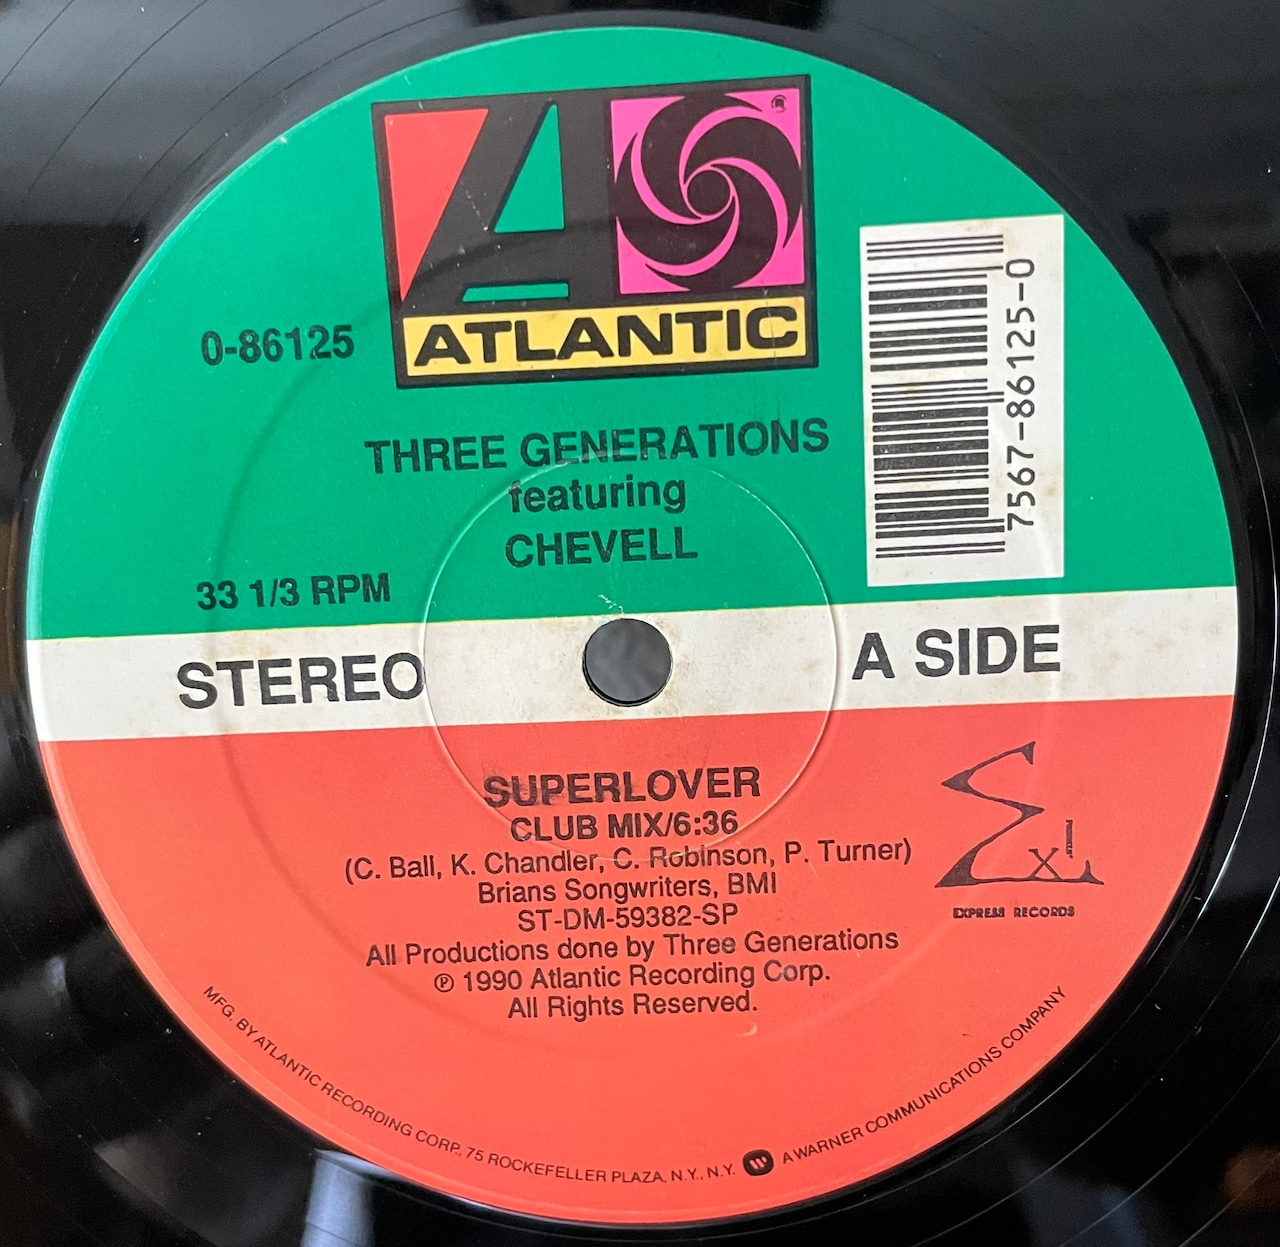 ATLANTIC
0-86125
7567-86125-0
THREE GENERATIONS
featuring
CHEVELL
33 1/3 RPM
STEREO
A SIDE
SUPERLOVER
CLUB MIX/6:36
(C. Ball, K. Chandler, C. Robinson, P. Turner)
Brians Songwriters, BMI
ST-DM-59382-SP
All Productions done by Three Generations
℗ 1990 Atlantic Recording Corp.
All Rights Reserved.
EXPRESS RECORDS
MFG. BY ATLANTIC RECORDING CORP., 75 ROCKEFELLER PLAZA, N.Y., N.Y. A WARNER COMMUNICATIONS COMPANY